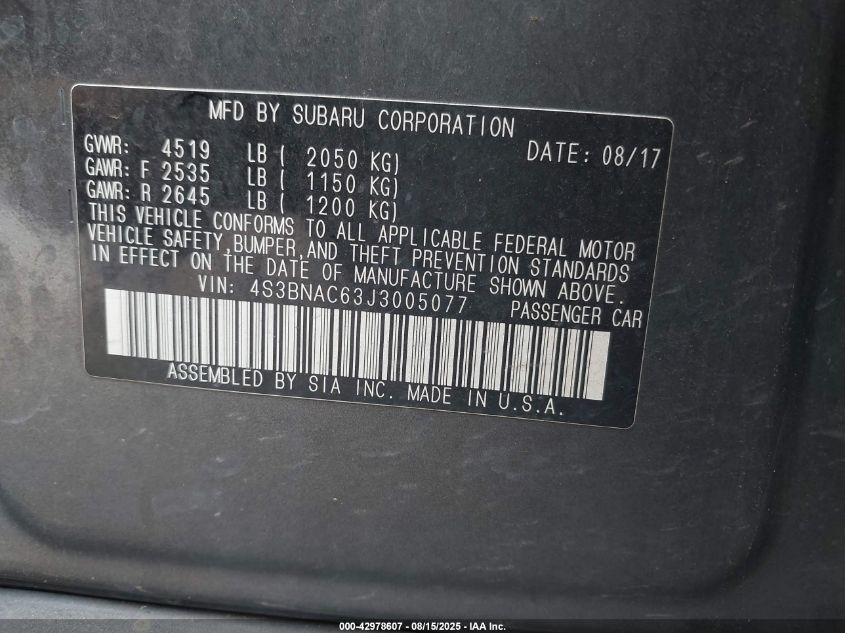 MFD BY SUBARU CORPORATION
GVWR: 4519 LB ( 2050 KG) DATE: 08/17
GAWR: F 2535 LB ( 1150 KG)
GAWR: R 2645 LB ( 1200 KG)
THIS VEHICLE CONFORMS TO ALL APPLICABLE FEDERAL MOTOR
VEHICLE SAFETY, BUMPER, AND THEFT PREVENTION STANDARDS
IN EFFECT ON THE DATE OF MANUFACTURE SHOWN ABOVE.
VIN: 4S3BNAC63J3005077 PASSENGER CAR
ASSEMBLED BY SIA INC. MADE IN U.S.A.
000-42978607 - 08/15/2025 - IAA Inc.